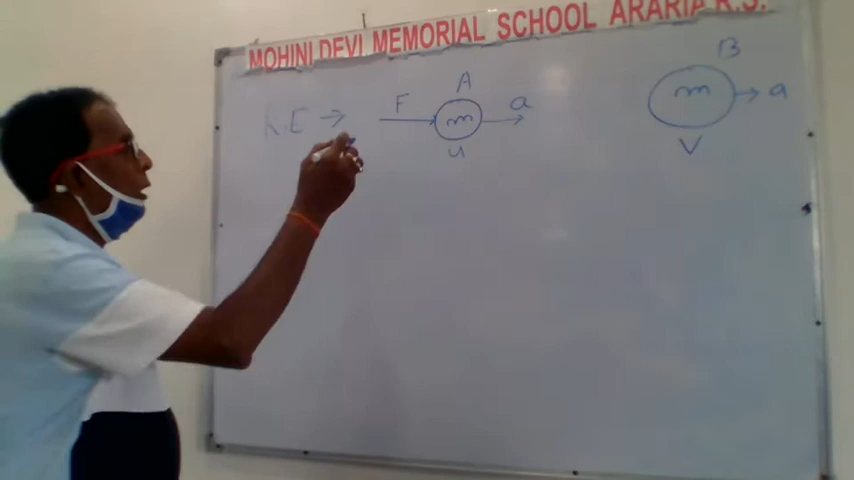 MOHINI DEVI MEMORIAL SCHOOL ARARIA R.S.
A B
K.E → F m a m a
u v